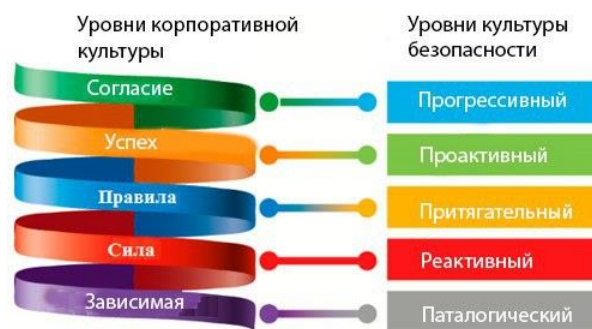 Уровни корпоративной
культуры
Уровни культуры
безопасности
Согласие
Прогрессивный
Успех
Проактивный
Правила
Притягательный
Сила
Реактивный
Зависимая
Паталогический